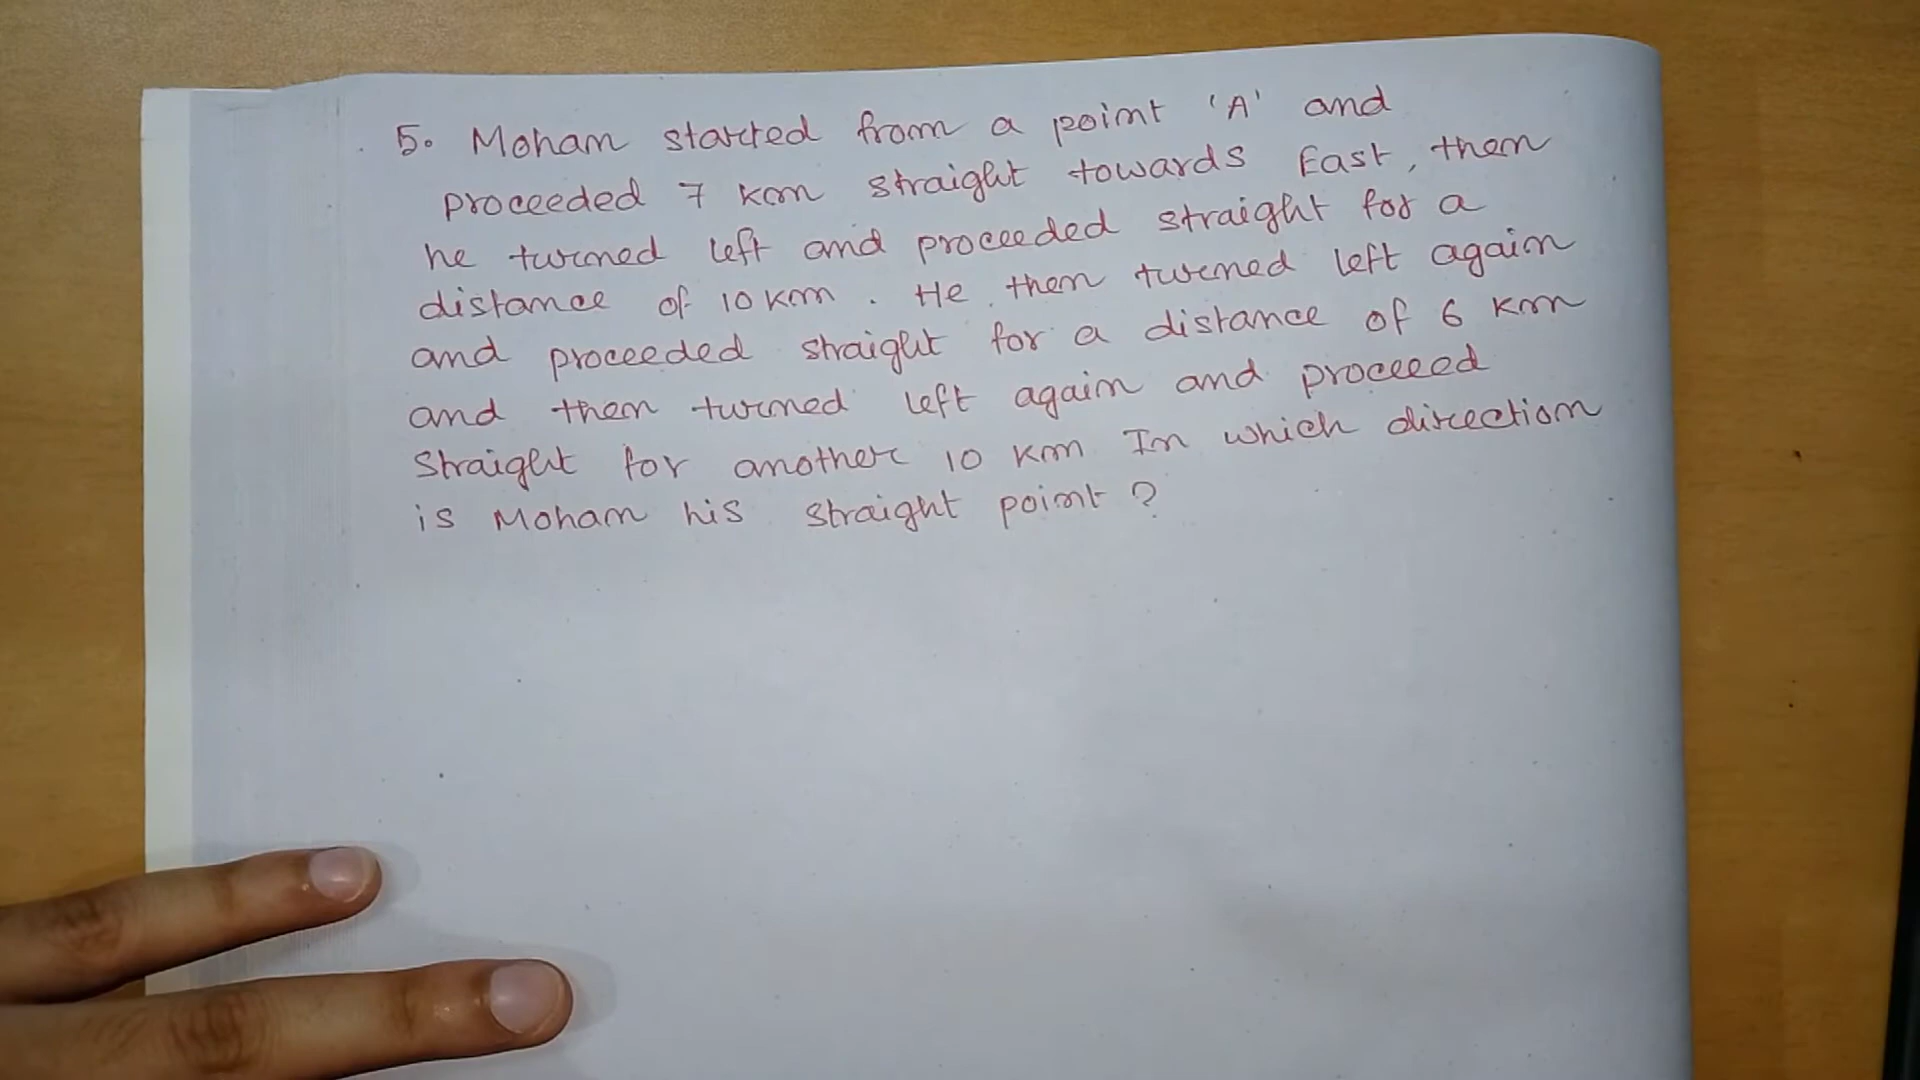 5. Mohan started from a point 'A' and
proceeded 7 km straight towards East, then
he turned left and proceeded straight for a
distance of 10 km. He then turned left again
and proceeded straight for a distance of 6 km
and then turned left again and proceeed
straight for another 10 km In which direction
is Mohan his straight point?